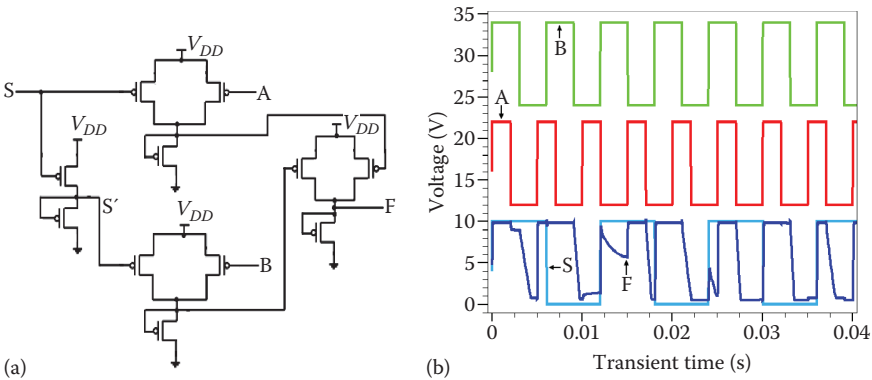 S
V_DD
A
V_DD
V_DD
S′
V_DD
F
B
(a)
35
30
25
20
15
10
5
0
Voltage (V)
B
A
S
F
0
0.01
0.02
0.03
0.04
Transient time (s)
(b)